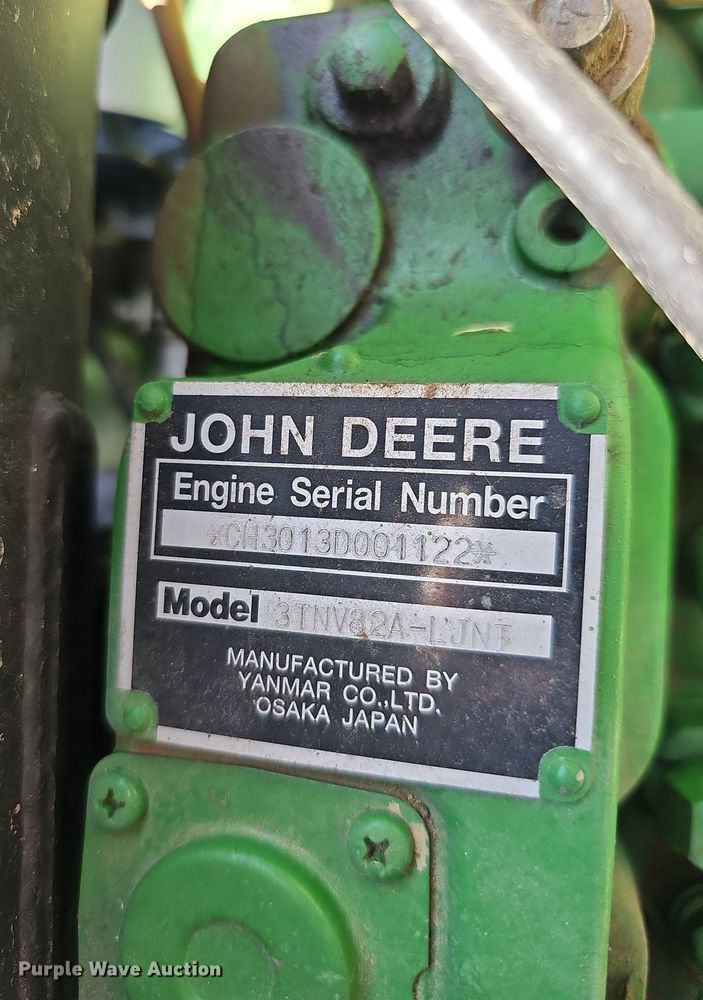 JOHN DEERE
Engine Serial Number
*CH3013D001122*
Model 3TNV82A-LJNT
MANUFACTURED BY
YANMAR CO.,LTD.
OSAKA JAPAN
Purple Wave Auction